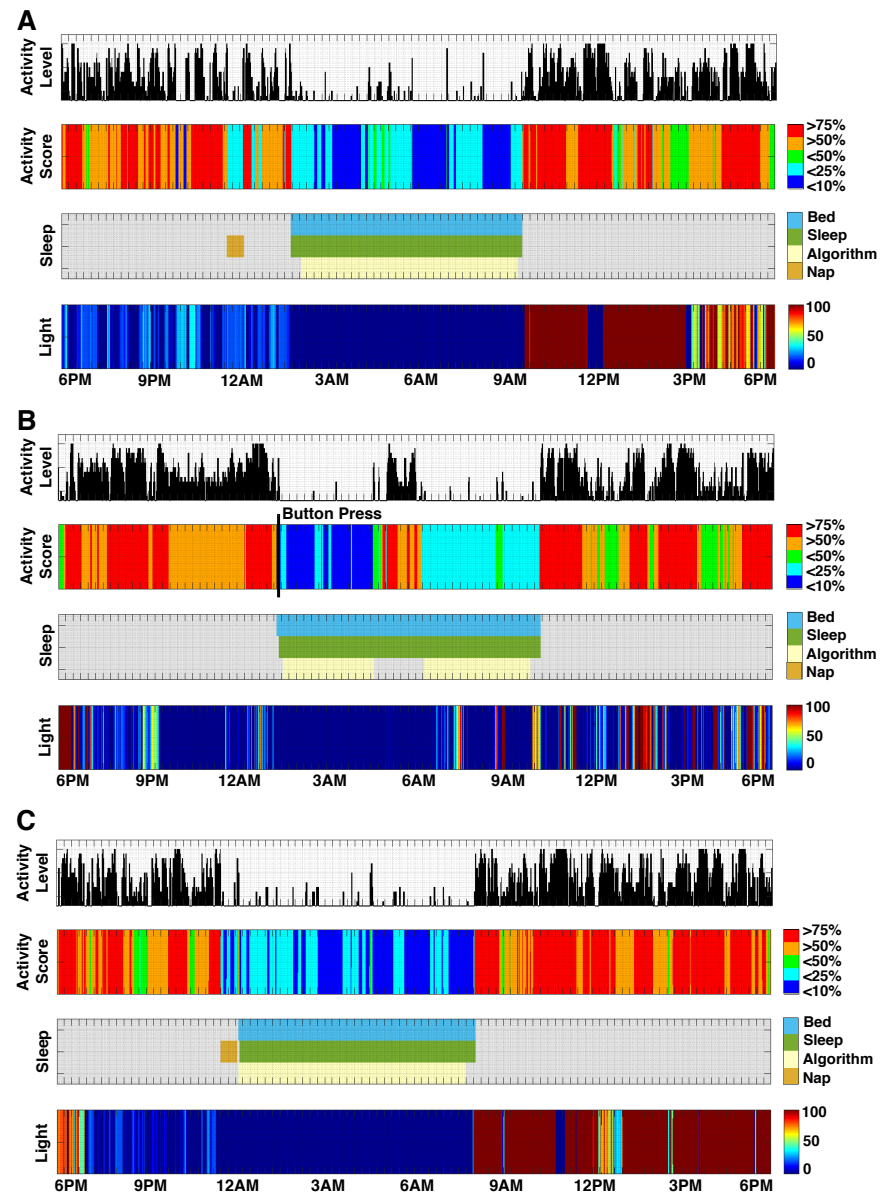 A
Activity
Level
Activity
Score
>75%
>50%
<50%
<25%
<10%
Sleep
Bed
Sleep
Algorithm
Nap
Light
100
50
0
6PM 9PM 12AM 3AM 6AM 9AM 12PM 3PM 6PM
B
Activity
Level
Button Press
Activity
Score
>75%
>50%
<50%
<25%
<10%
Sleep
Bed
Sleep
Algorithm
Nap
Light
100
50
0
6PM 9PM 12AM 3AM 6AM 9AM 12PM 3PM 6PM
C
Activity
Level
Activity
Score
>75%
>50%
<50%
<25%
<10%
Sleep
Bed
Sleep
Algorithm
Nap
Light
100
50
0
6PM 9PM 12AM 3AM 6AM 9AM 12PM 3PM 6PM